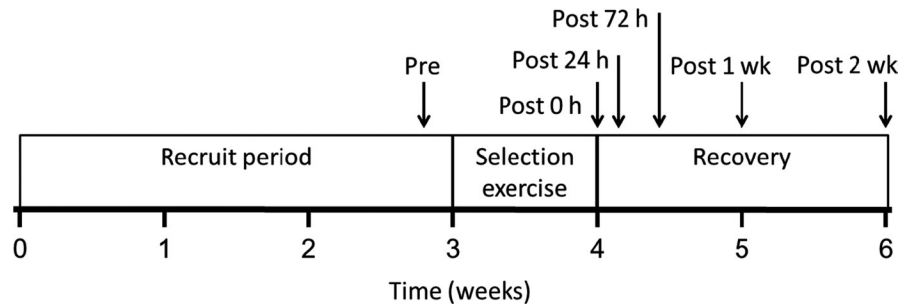 Post 72 h
Pre
Post 24 h
Post 1 wk
Post 2 wk
Post 0 h
Recruit period
Selection
exercise
Recovery
0
1
2
3
4
5
6
Time (weeks)